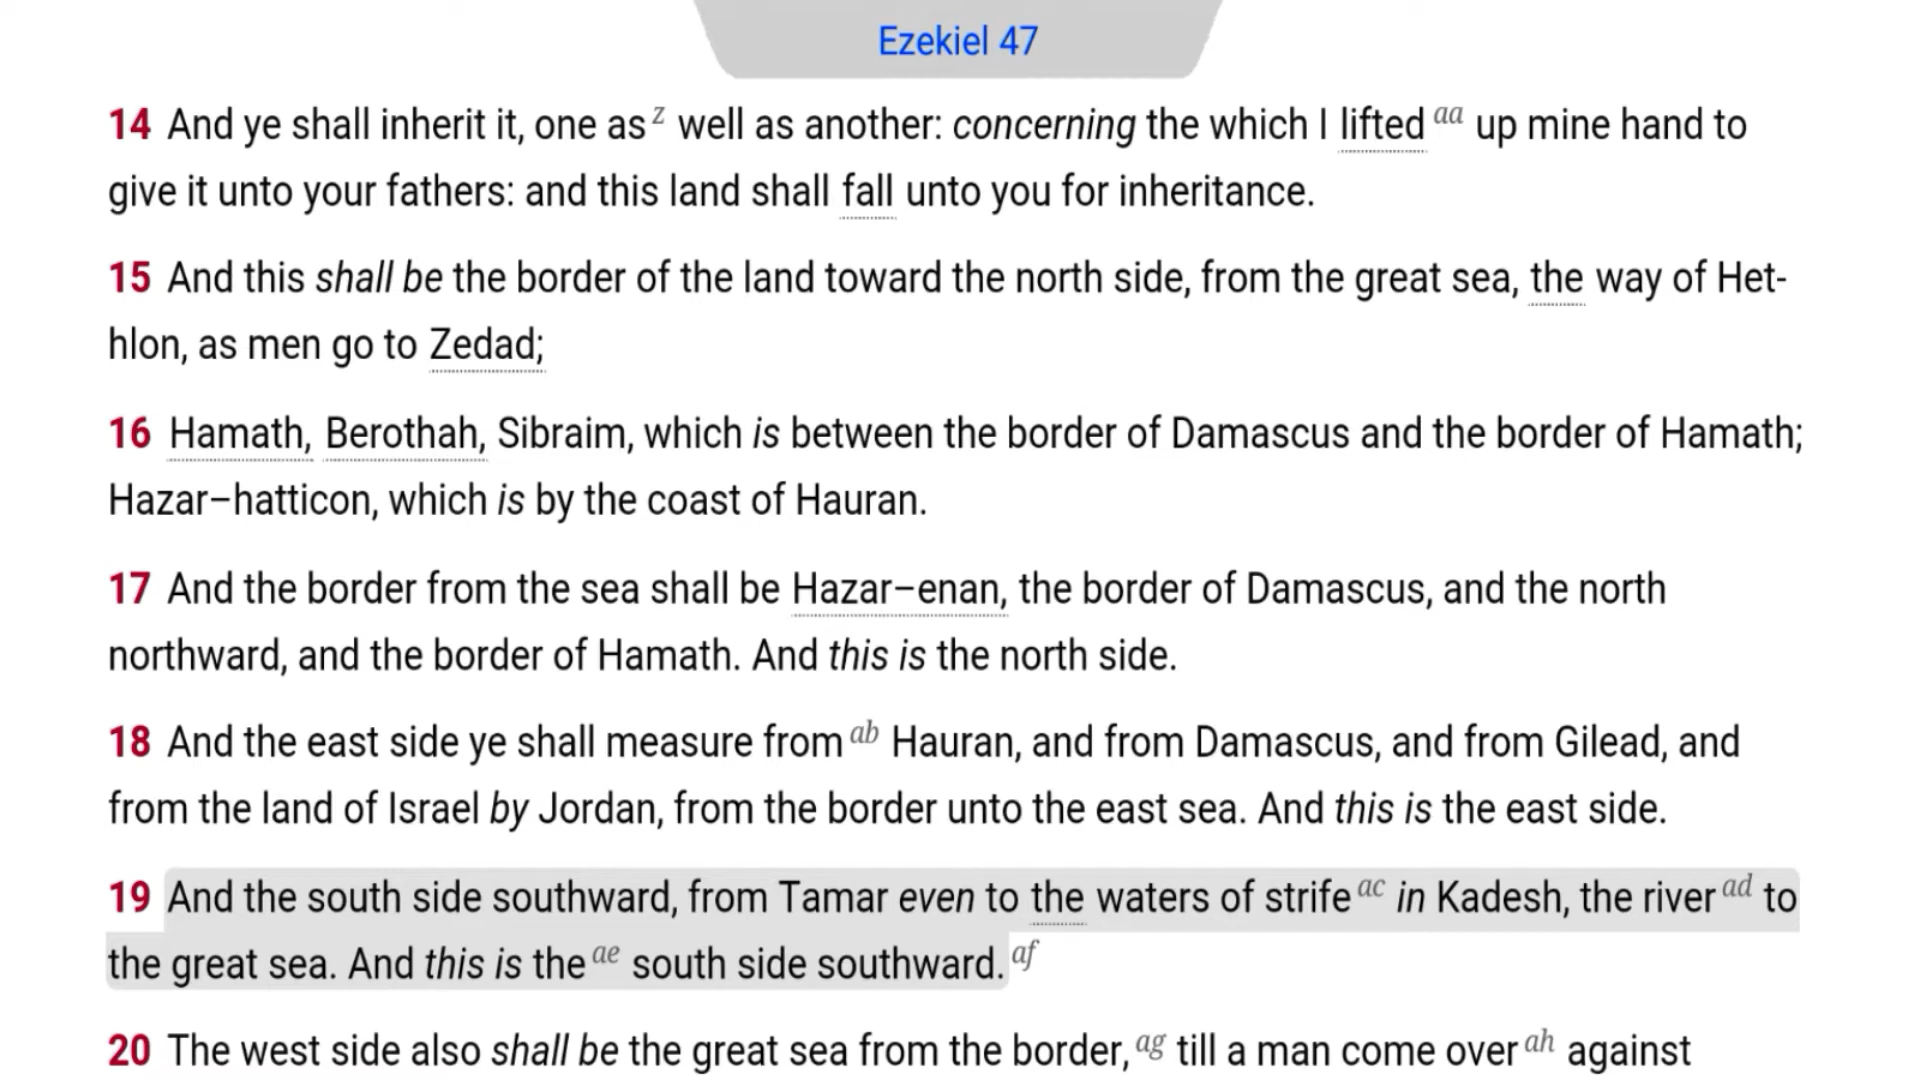 Ezekiel 47
14 And ye shall inherit it, one as z well as another: concerning the which I lifted aa up mine hand to
give it unto your fathers: and this land shall fall unto you for inheritance.
15 And this shall be the border of the land toward the north side, from the great sea, the way of Het-
hlon, as men go to Zedad;
16 Hamath, Berothah, Sibraim, which is between the border of Damascus and the border of Hamath;
Hazar–hatticon, which is by the coast of Hauran.
17 And the border from the sea shall be Hazar–enan, the border of Damascus, and the north
northward, and the border of Hamath. And this is the north side.
18 And the east side ye shall measure from ab Hauran, and from Damascus, and from Gilead, and
from the land of Israel by Jordan, from the border unto the east sea. And this is the east side.
19 And the south side southward, from Tamar even to the waters of strife ac in Kadesh, the river ad to
the great sea. And this is the ae south side southward. af
20 The west side also shall be the great sea from the border, ag till a man come over ah against